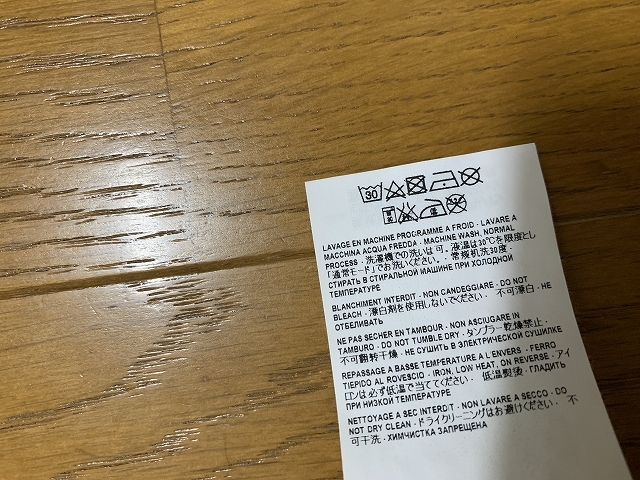 30
LAVAGE EN MACHINE PROGRAMME A FROID - LAVARE A
MACCHINA ACQUA FREDDA - MACHINE WASH, NORMAL
PROCESS - 洗濯機での洗いは可。液温は30℃を限度とし
「通常モード」でお洗いください。- 常规机洗30度 -
СТИРАТЬ В СТИРАЛЬНОЙ МАШИНЕ ПРИ ХОЛОДНОЙ
ТЕМПЕРАТУРЕ
BLANCHIMENT INTERDIT - NON CANDEGGIARE - DO NOT
BLEACH - 漂白剤を使用しないでください - 不可漂白 - НЕ
ОТБЕЛИВАТЬ
NE PAS SECHER EN TAMBOUR - NON ASCIUGARE IN
TAMBURO - DO NOT TUMBLE DRY - タンブラー乾燥禁止 -
不可翻转干燥 - НЕ СУШИТЬ В ЭЛЕКТРИЧЕСКОЙ СУШИЛКЕ
REPASSAGE A BASSE TEMPERATURE A L'ENVERS - FERRO
TIEPIDO AL ROVESCIO - IRON, LOW HEAT, ON REVERSE - アイ
ロンは必ず低温で当ててください - 低温熨烫 - ГЛАДИТЬ
ПРИ НИЗКОЙ ТЕМПЕРАТУРЕ
NETTOYAGE A SEC INTERDIT - NON LAVARE A SECCO - DO
NOT DRY CLEAN - ドライクリーニングはお避けください - 不
可干洗 - ХИМЧИСТКА ЗАПРЕЩЕНА